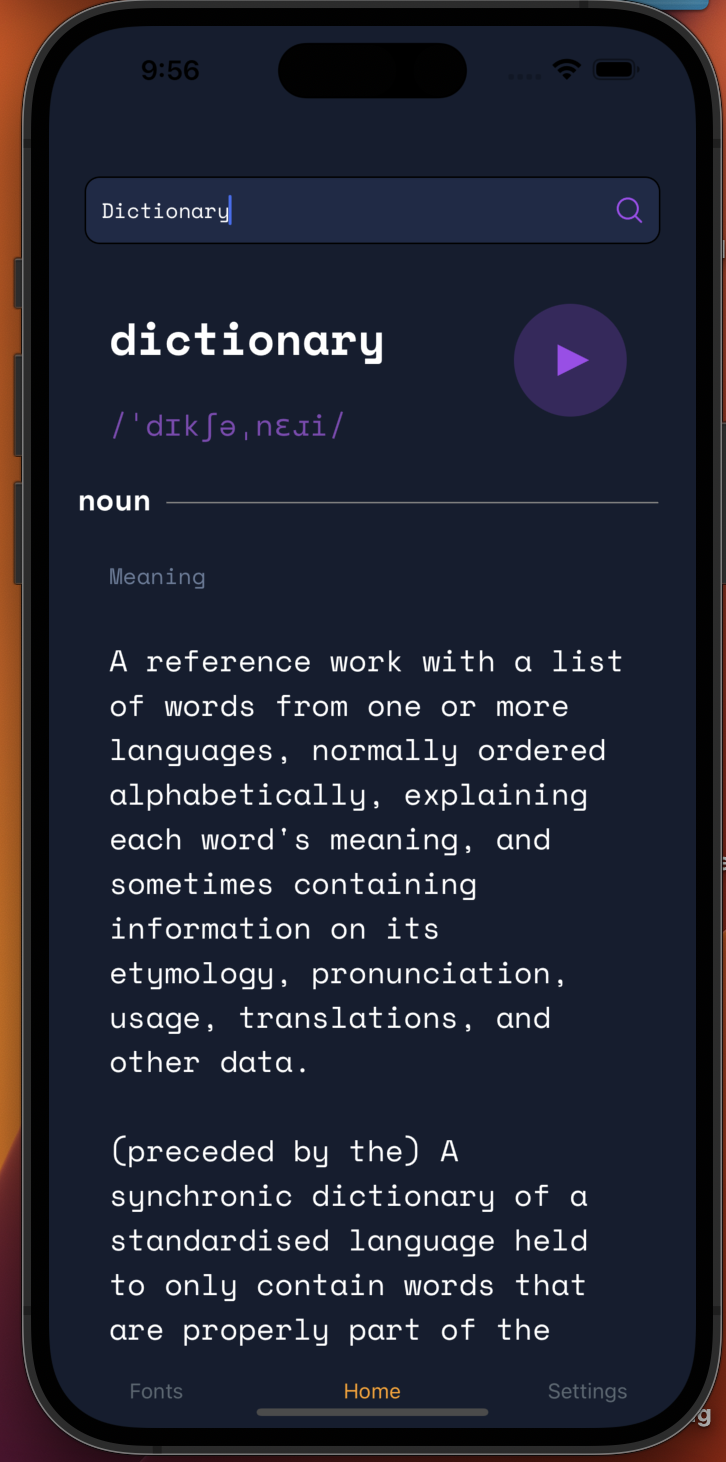 9:56
Dictionary
dictionary
/ˈdɪkʃəˌnɛɹi/
noun
Meaning
A reference work with a list
of words from one or more
languages, normally ordered
alphabetically, explaining
each word's meaning, and
sometimes containing
information on its
etymology, pronunciation,
usage, translations, and
other data.
(preceded by the) A
synchronic dictionary of a
standardised language held
to only contain words that
are properly part of the
Fonts Home Settings